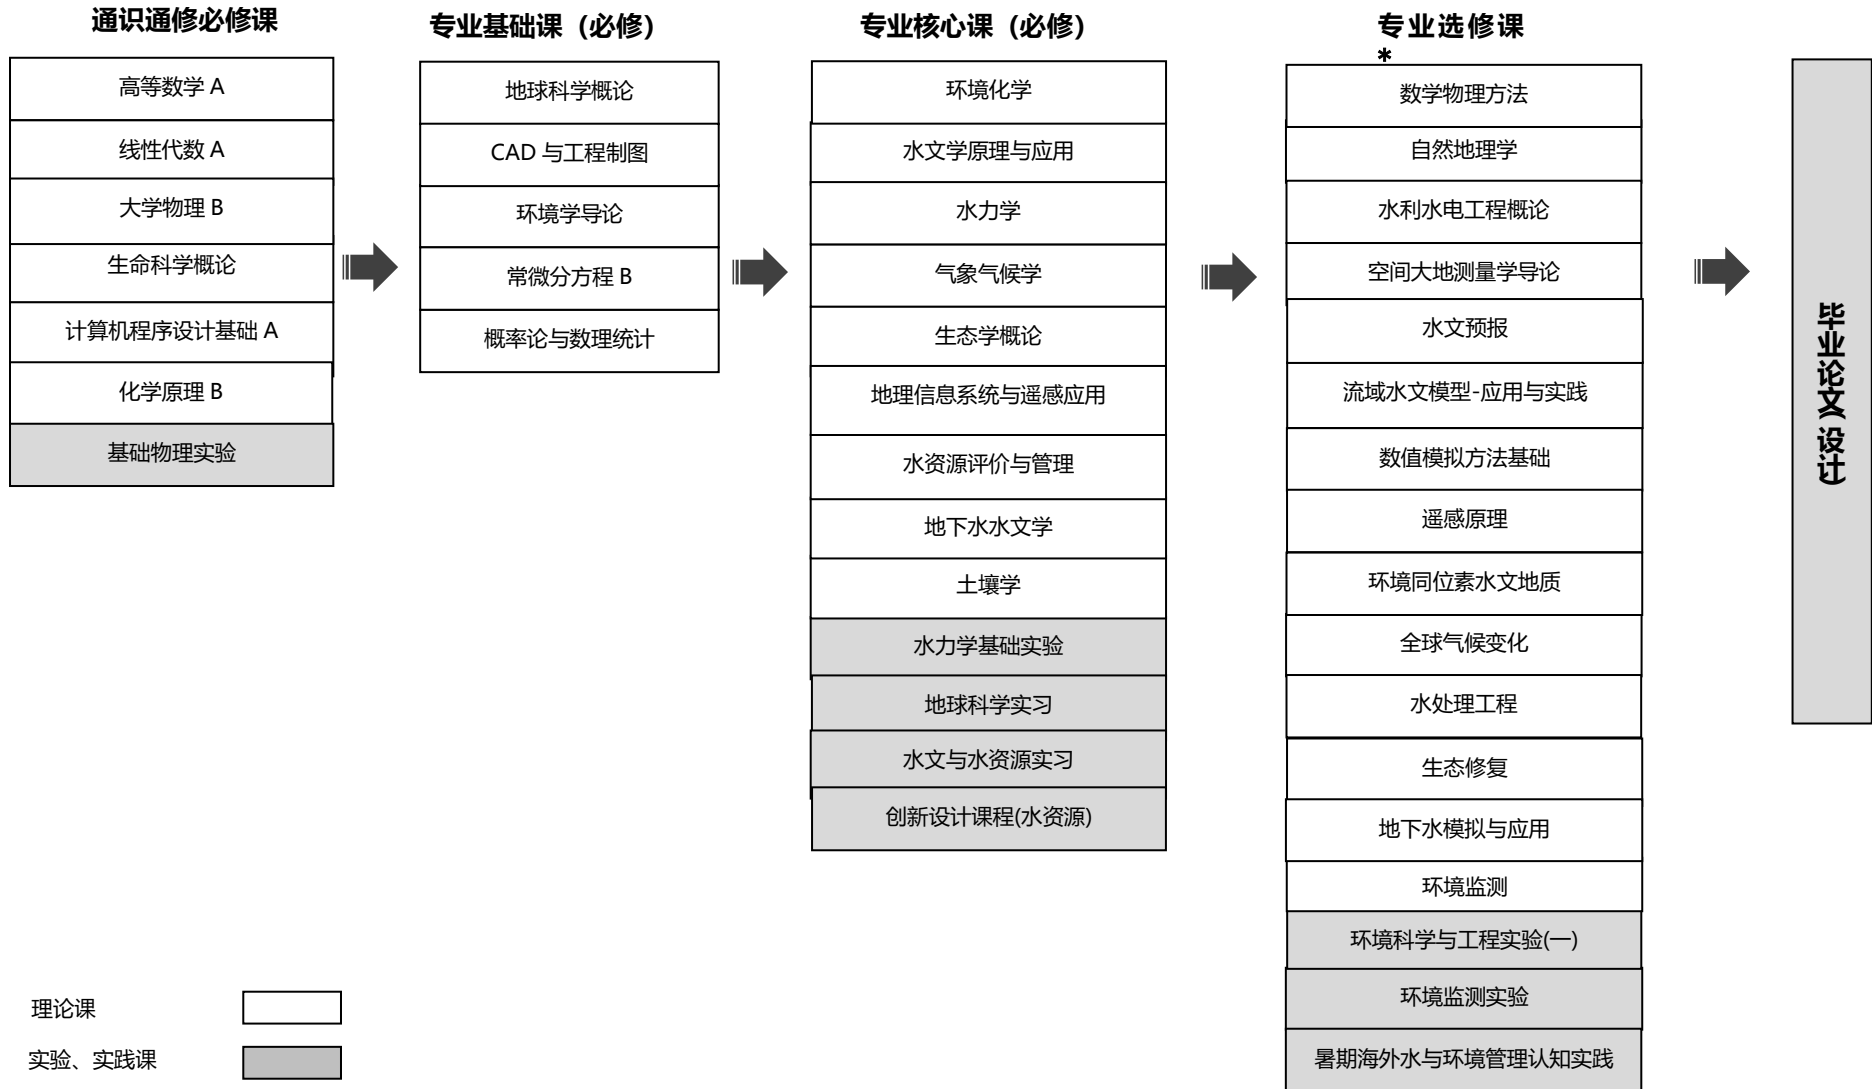 通识通修必修课
高等数学 A
线性代数 A
大学物理 B
生命科学概论
计算机程序设计基础 A
化学原理 B
基础物理实验
专业基础课（必修）
地球科学概论
CAD 与工程制图
环境学导论
常微分方程 B
概率论与数理统计
专业核心课（必修）
环境化学
水文学原理与应用
水力学
气象气候学
生态学概论
地理信息系统与遥感应用
水资源评价与管理
地下水水文学
土壤学
水力学基础实验
地球科学实习
水文与水资源实习
创新设计课程(水资源)
专业选修课
*
数学物理方法
自然地理学
水利水电工程概论
空间大地测量学导论
水文预报
流域水文模型-应用与实践
数值模拟方法基础
遥感原理
环境同位素水文地质
全球气候变化
水处理工程
生态修复
地下水模拟与应用
环境监测
环境科学与工程实验(一)
环境监测实验
暑期海外水与环境管理认知实践
毕业论文（设计）
理论课
实验、实践课